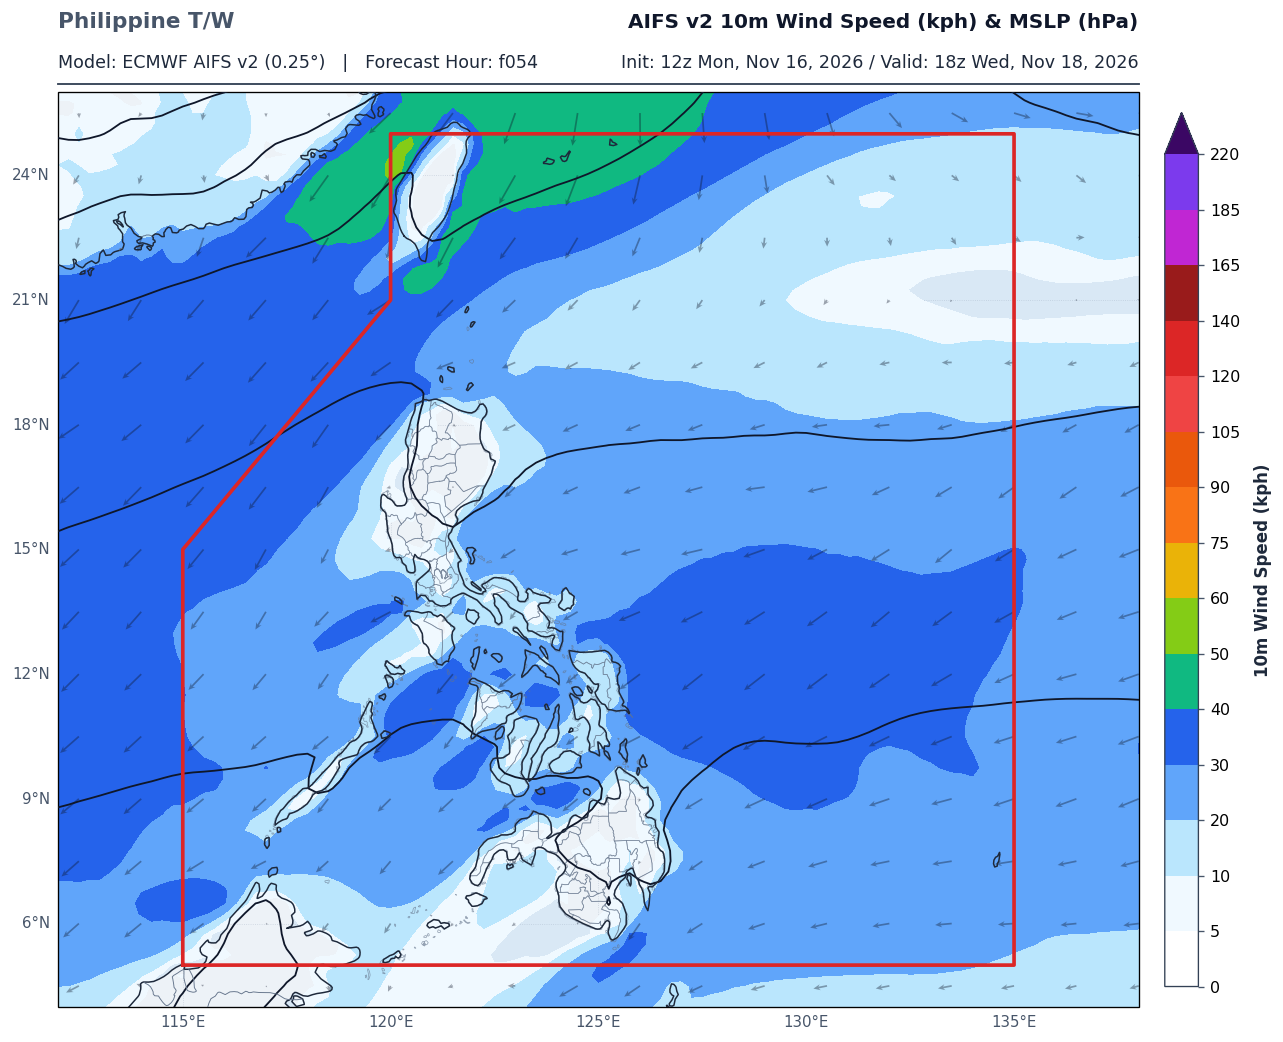 Philippine T/W
AIFS v2 10m Wind Speed (kph) & MSLP (hPa)
Model: ECMWF AIFS v2 (0.25°) | Forecast Hour: f054
Init: 12z Mon, Nov 16, 2026 / Valid: 18z Wed, Nov 18, 2026
24°N
21°N
18°N
15°N
12°N
9°N
6°N
115°E
120°E
125°E
130°E
135°E
220
185
165
140
120
105
90
75
60
50
40
30
20
10
5
0
10m Wind Speed (kph)